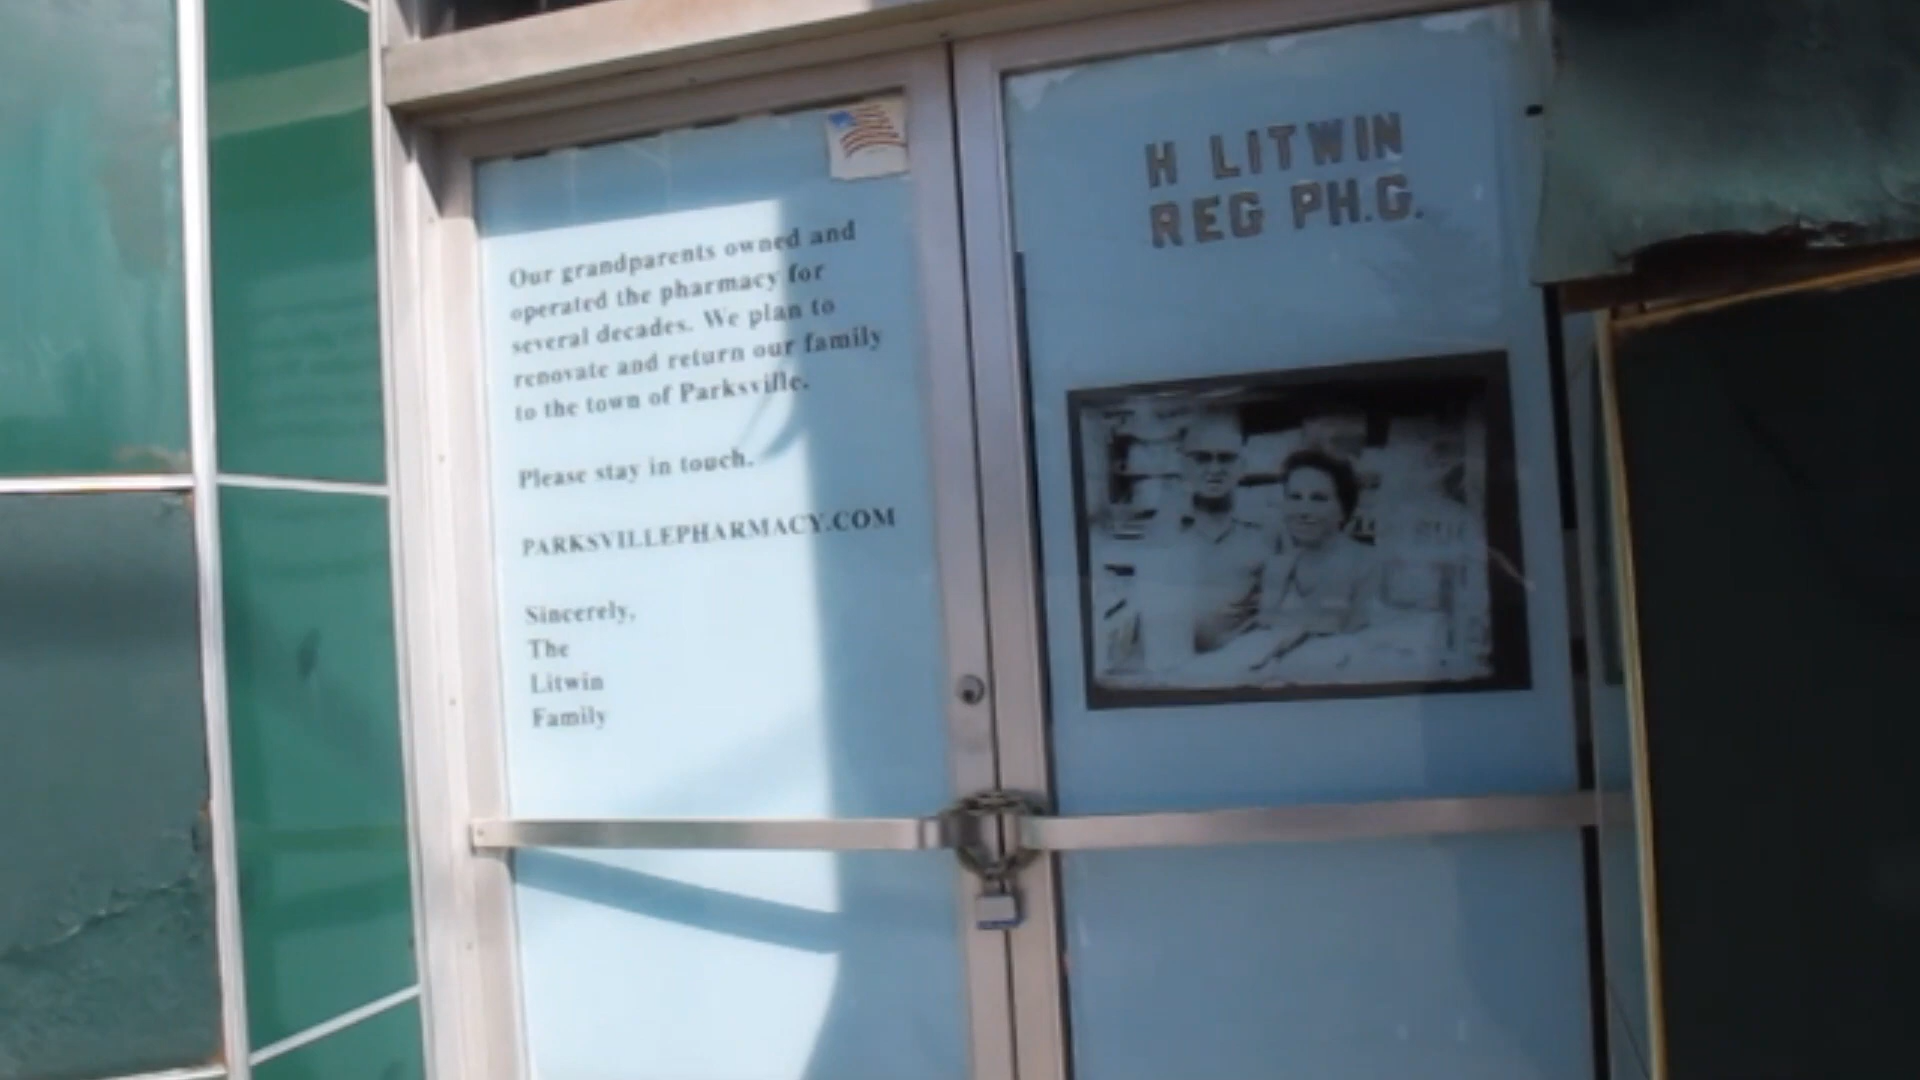 Our grandparents owned and
operated the pharmacy for
several decades. We plan to
renovate and return our family
to the town of Parksville.
Please stay in touch.
PARKSVILLEPHARMACY.COM
Sincerely,
The
Litwin
Family
H LITWIN
REG PH.G.